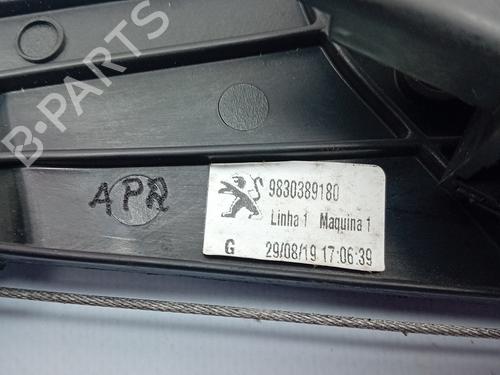 B-PARTS
APR
9830389180
Linha 1 Maquina 1
G 29/08/19 17:06:39